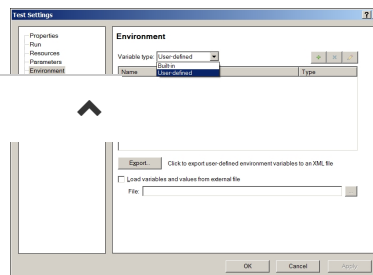 Test Settings ?
Properties
Run
Resources
Parameters
Environment
Environment
Variable type: User-defined
Built-in
User-defined
Name Type
Export... Click to export user-defined environment variables to an XML file
Load variables and values from external file
File:
OK Cancel Apply